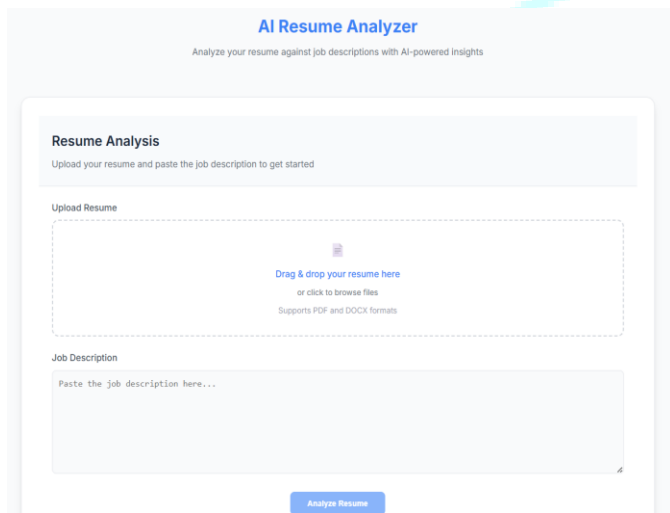 AI Resume Analyzer
Analyze your resume against job descriptions with AI-powered insights
Resume Analysis
Upload your resume and paste the job description to get started
Upload Resume
Drag & drop your resume here
or click to browse files
Supports PDF and DOCX formats
Job Description
Paste the job description here...
Analyze Resume